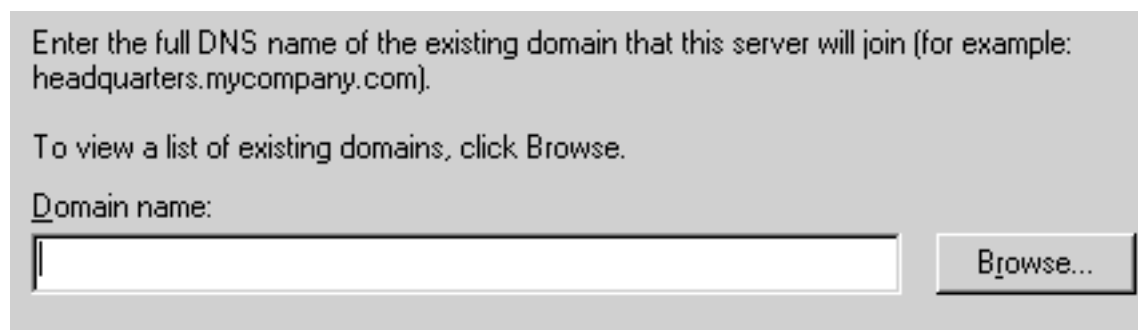 Enter the full DNS name of the existing domain that this server will join (for example:
headquarters.mycompany.com).
To view a list of existing domains, click Browse.
Domain name:
Browse...